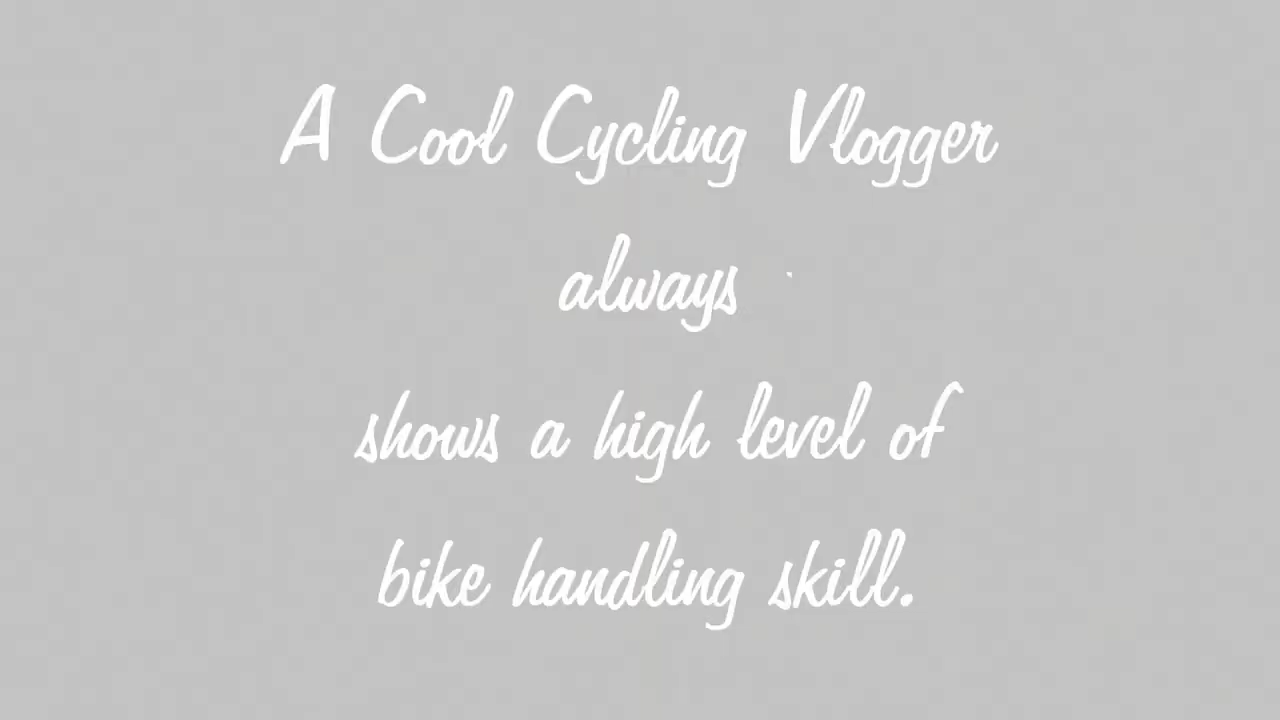 A Cool Cycling Vlogger
always
shows a high level of
bike handling skill.